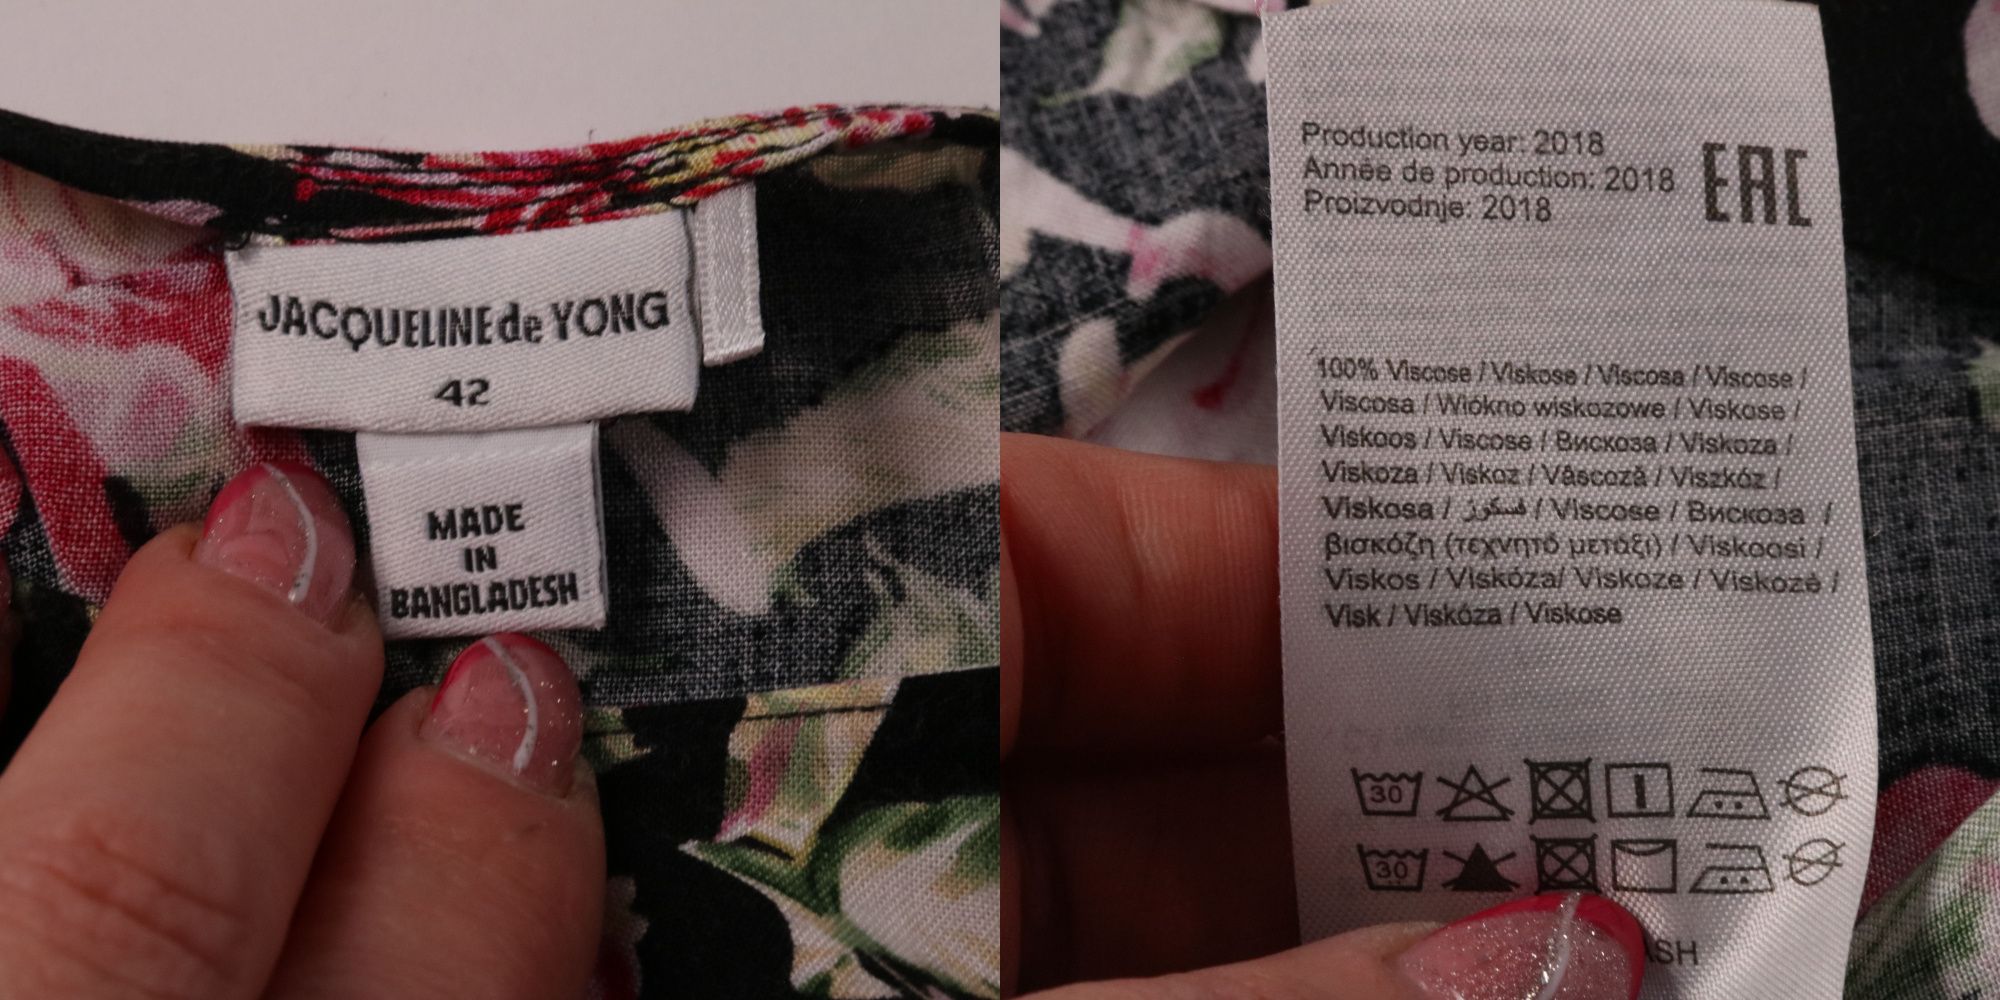 JACQUELINE de YONG
42
MADE
IN
BANGLADESH
Production year: 2018
Année de production: 2018
Proizvodnje: 2018
EAC
100% Viscose / Viskose / Viscosa / Viscose /
Viscosa / Wiókno wiskozowe / Viskose /
Viskoos / Viscose / Вискоза / Viskoza /
Viskoza / Viskoz / Vâscoză / Viszkóz /
Viskosa / فسكوز / Viscose / Вискоза /
βισκόζη (τεχνητό μετάξι) / Viskoosi /
Viskos / Viskóza/ Viskoze / Viskozė /
Visk / Viskóza / Viskose
30
30